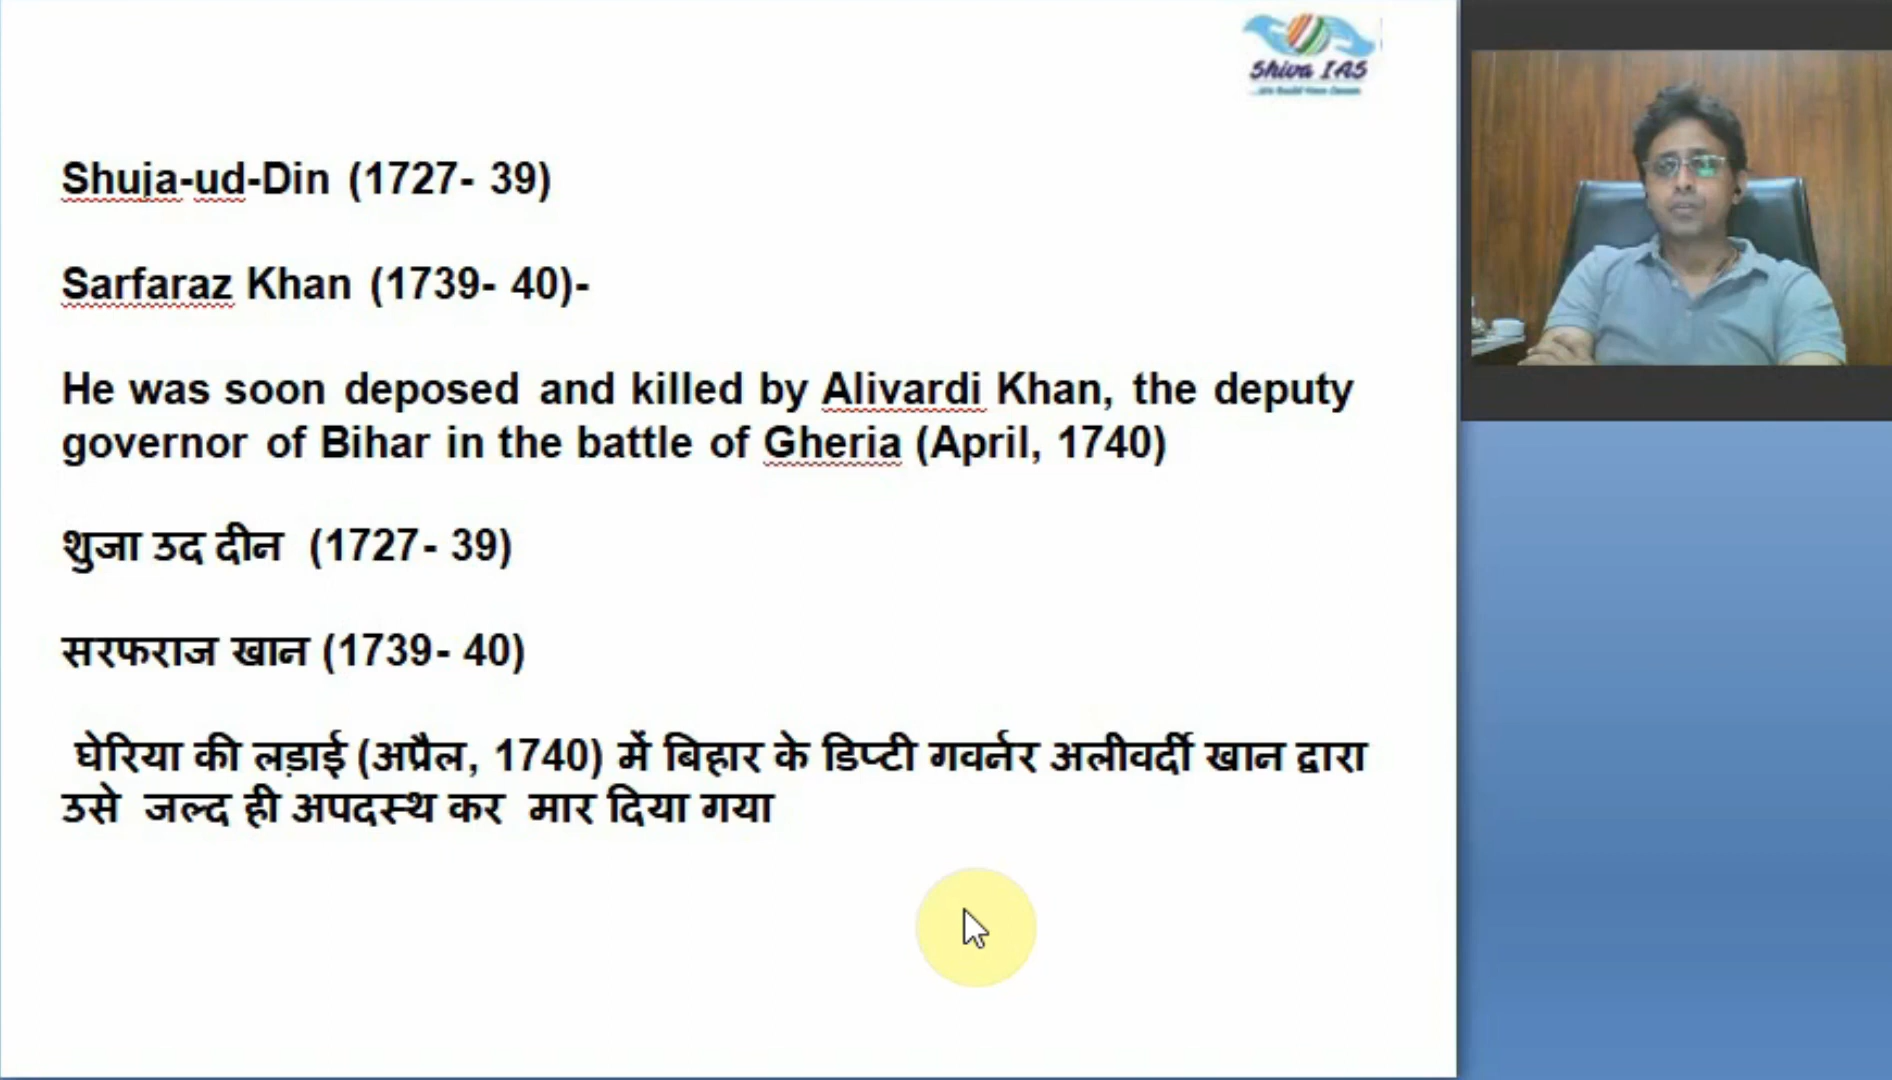 Shiva IAS
Shuja-ud-Din (1727- 39)
Sarfaraz Khan (1739- 40)-
He was soon deposed and killed by Alivardi Khan, the deputy
governor of Bihar in the battle of Gheria (April, 1740)
शुजा उद दीन (1727- 39)
सरफराज खान (1739- 40)
घेरिया की लड़ाई (अप्रैल, 1740) में बिहार के डिप्टी गवर्नर अलीवर्दी खान द्वारा
उसे जल्द ही अपदस्थ कर मार दिया गया